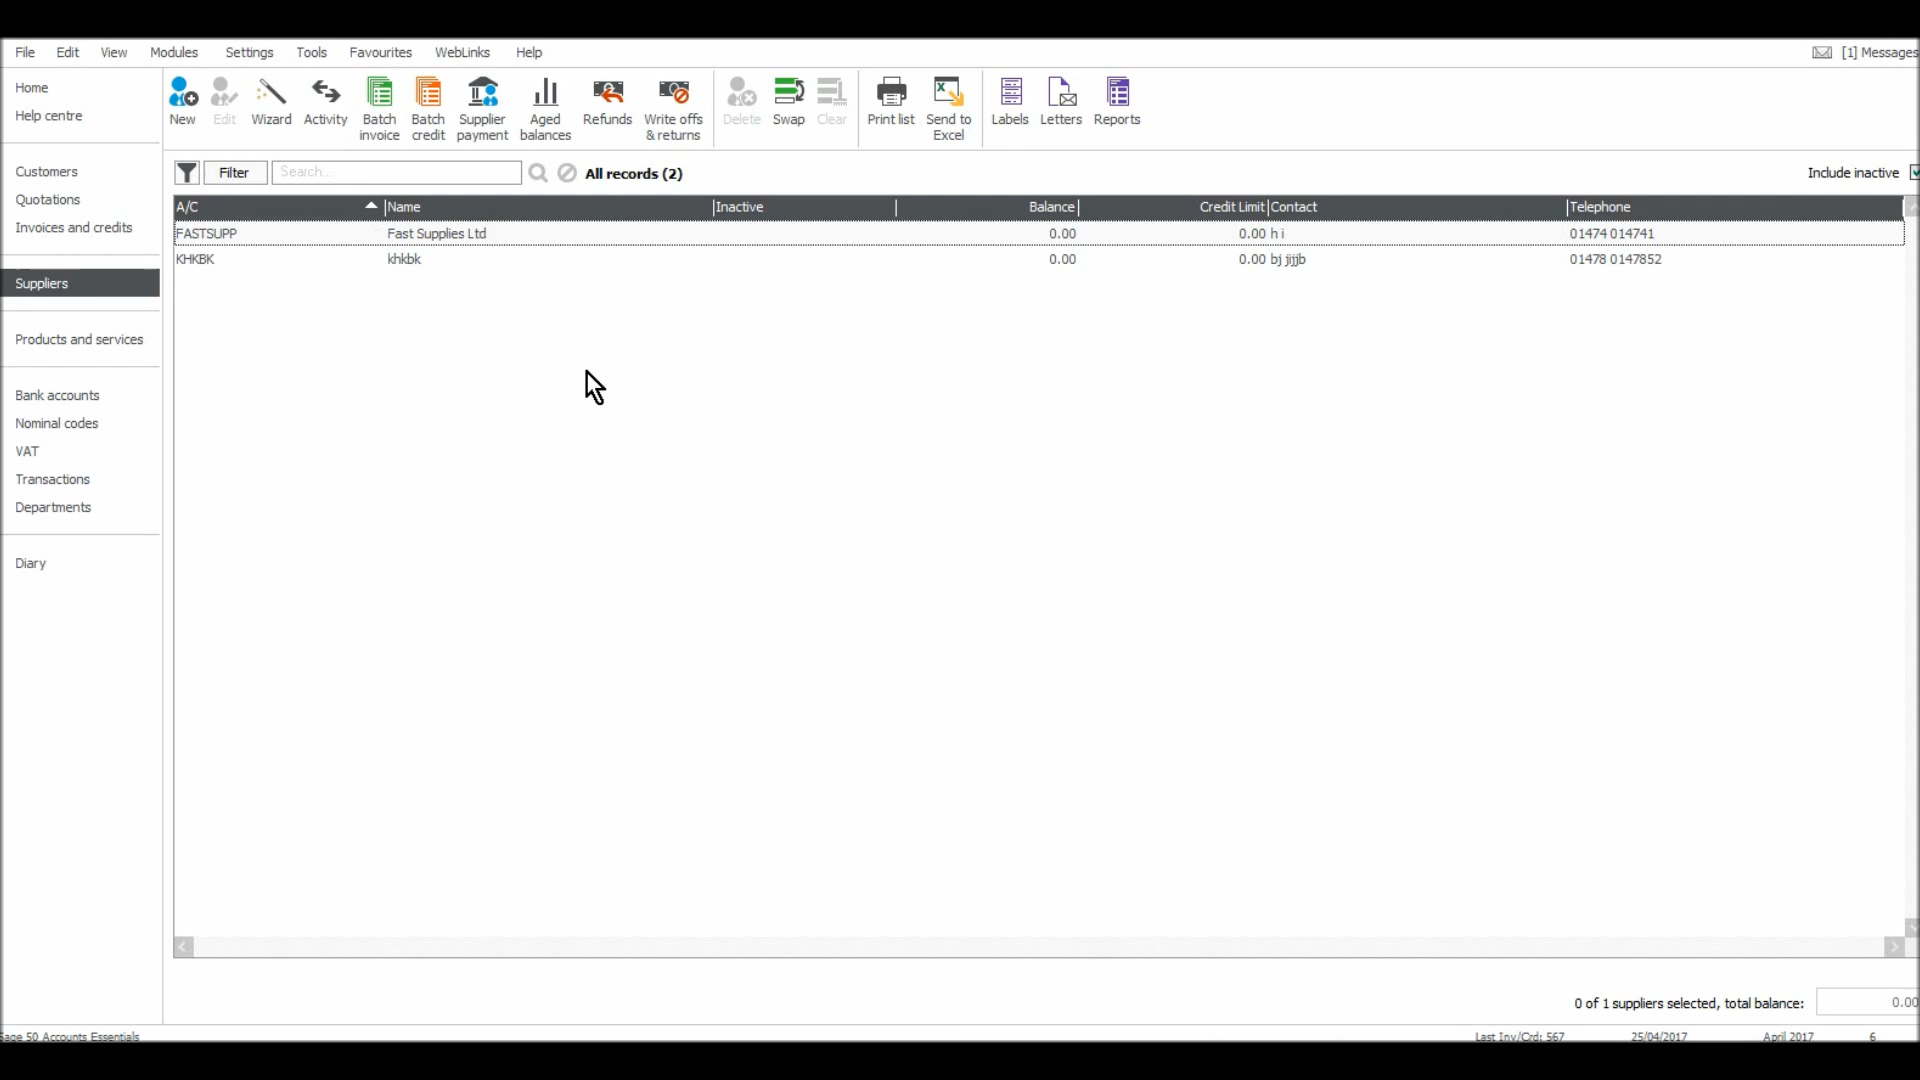 File Edit View Modules Settings Tools Favourites WebLinks Help [1] Messages
Home
Help centre
Customers
Quotations
Invoices and credits
Suppliers
Products and services
Bank accounts
Nominal codes
VAT
Transactions
Departments
Diary
New Edit Wizard Activity Batch invoice Batch credit Supplier payment Aged balances Refunds Write offs & returns Delete Swap Clear Print list Send to Excel Labels Letters Reports
Filter Search... All records (2) Include inactive
A/C Name Inactive Balance Credit Limit Contact Telephone
FASTSUPP Fast Supplies Ltd 0.00 0.00 h i 01474 014741
KHKBK khkbk 0.00 0.00 bj jijjb 01478 0147852
0 of 1 suppliers selected, total balance: 0.00
Sage 50 Accounts Essentials Last Inv/Crd: 567 25/04/2017 April 2017 6